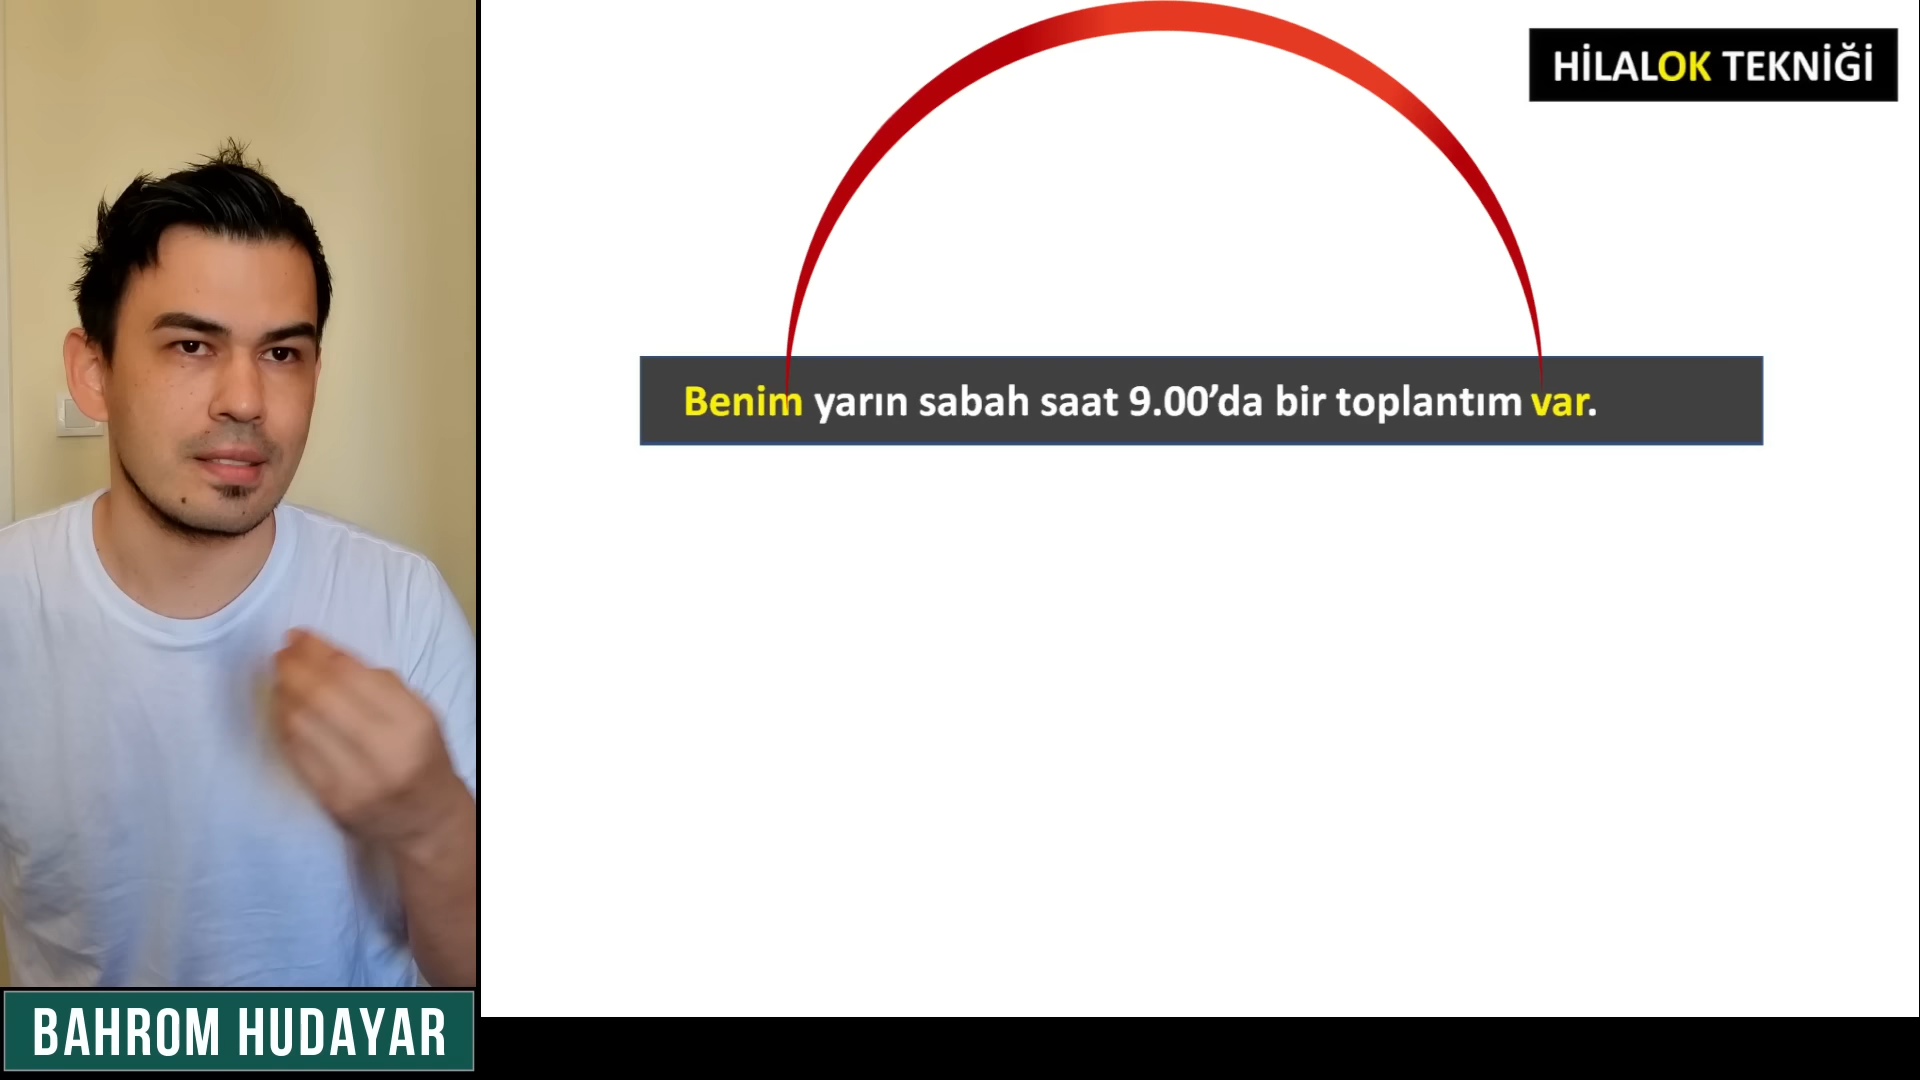 HİLALOK TEKNİĞİ
Benim yarın sabah saat 9.00’da bir toplantım var.
BAHROM HUDAYAR